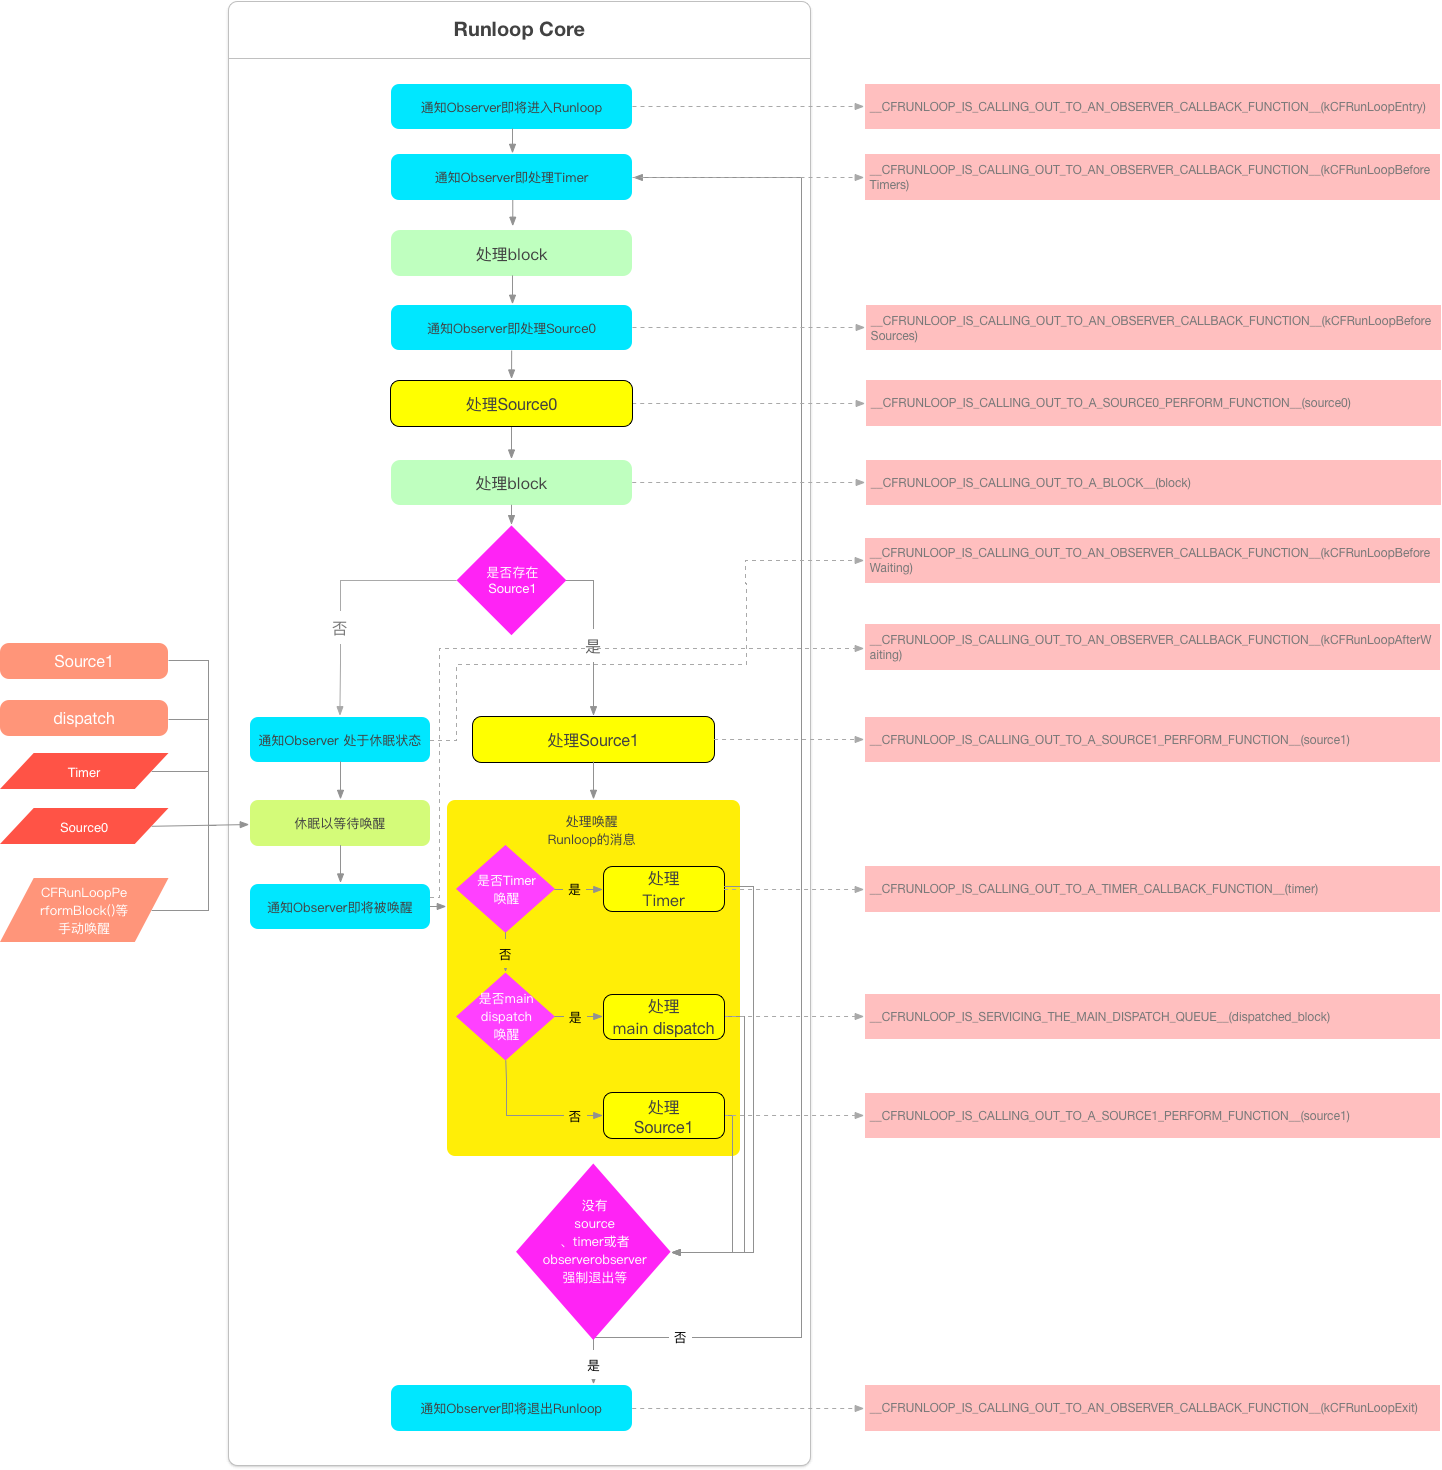 Runloop Core
通知Observer即将进入Runloop
__CFRUNLOOP_IS_CALLING_OUT_TO_AN_OBSERVER_CALLBACK_FUNCTION__(kCFRunLoopEntry)
通知Observer即处理Timer
__CFRUNLOOP_IS_CALLING_OUT_TO_AN_OBSERVER_CALLBACK_FUNCTION__(kCFRunLoopBefore
Timers)
处理block
通知Observer即处理Source0
__CFRUNLOOP_IS_CALLING_OUT_TO_AN_OBSERVER_CALLBACK_FUNCTION__(kCFRunLoopBefore
Sources)
处理Source0
__CFRUNLOOP_IS_CALLING_OUT_TO_A_SOURCE0_PERFORM_FUNCTION__(source0)
处理block
__CFRUNLOOP_IS_CALLING_OUT_TO_A_BLOCK__(block)
是否存在
Source1
__CFRUNLOOP_IS_CALLING_OUT_TO_AN_OBSERVER_CALLBACK_FUNCTION__(kCFRunLoopBefore
Waiting)
否
是
__CFRUNLOOP_IS_CALLING_OUT_TO_AN_OBSERVER_CALLBACK_FUNCTION__(kCFRunLoopAfterW
aiting)
Source1
dispatch
Timer
Source0
CFRunLoopPe
rformBlock()等
手动唤醒
通知Observer 处于休眠状态
处理Source1
__CFRUNLOOP_IS_CALLING_OUT_TO_A_SOURCE1_PERFORM_FUNCTION__(source1)
休眠以等待唤醒
通知Observer即将被唤醒
处理唤醒
Runloop的消息
是否Timer
唤醒
是
处理
Timer
__CFRUNLOOP_IS_CALLING_OUT_TO_A_TIMER_CALLBACK_FUNCTION__(timer)
否
是否main
dispatch
唤醒
是
处理
main dispatch
__CFRUNLOOP_IS_SERVICING_THE_MAIN_DISPATCH_QUEUE__(dispatched_block)
否
处理
Source1
__CFRUNLOOP_IS_CALLING_OUT_TO_A_SOURCE1_PERFORM_FUNCTION__(source1)
没有
source
、timer或者
observerobserver
强制退出等
否
是
通知Observer即将退出Runloop
__CFRUNLOOP_IS_CALLING_OUT_TO_AN_OBSERVER_CALLBACK_FUNCTION__(kCFRunLoopExit)